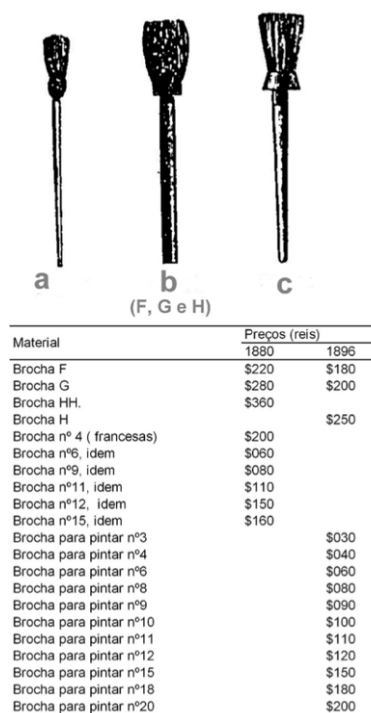 a b c
(F, G e H)
Material Preços (reis)
1880 1896
Brocha F $220 $180
Brocha G $280 $200
Brocha HH. $360
Brocha H $250
Brocha nº 4 ( francesas) $200
Brocha nº6, idem $060
Brocha nº9, idem $080
Brocha nº11, idem $110
Brocha nº12, idem $150
Brocha nº15, idem $160
Brocha para pintar nº3 $030
Brocha para pintar nº4 $040
Brocha para pintar nº6 $060
Brocha para pintar nº8 $080
Brocha para pintar nº9 $090
Brocha para pintar nº10 $100
Brocha para pintar nº11 $110
Brocha para pintar nº12 $120
Brocha para pintar nº15 $150
Brocha para pintar nº18 $180
Brocha para pintar nº20 $200